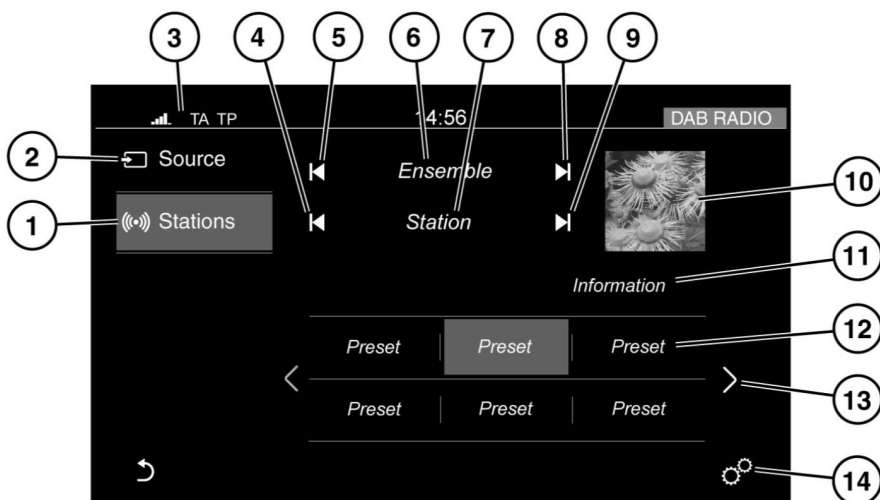 3 4 5 6 7 8 9
TA TP 14:56 DAB RADIO
2 Source Ensemble
10
1 Stations Station
Information 11
Preset Preset Preset 12
13
Preset Preset Preset
14